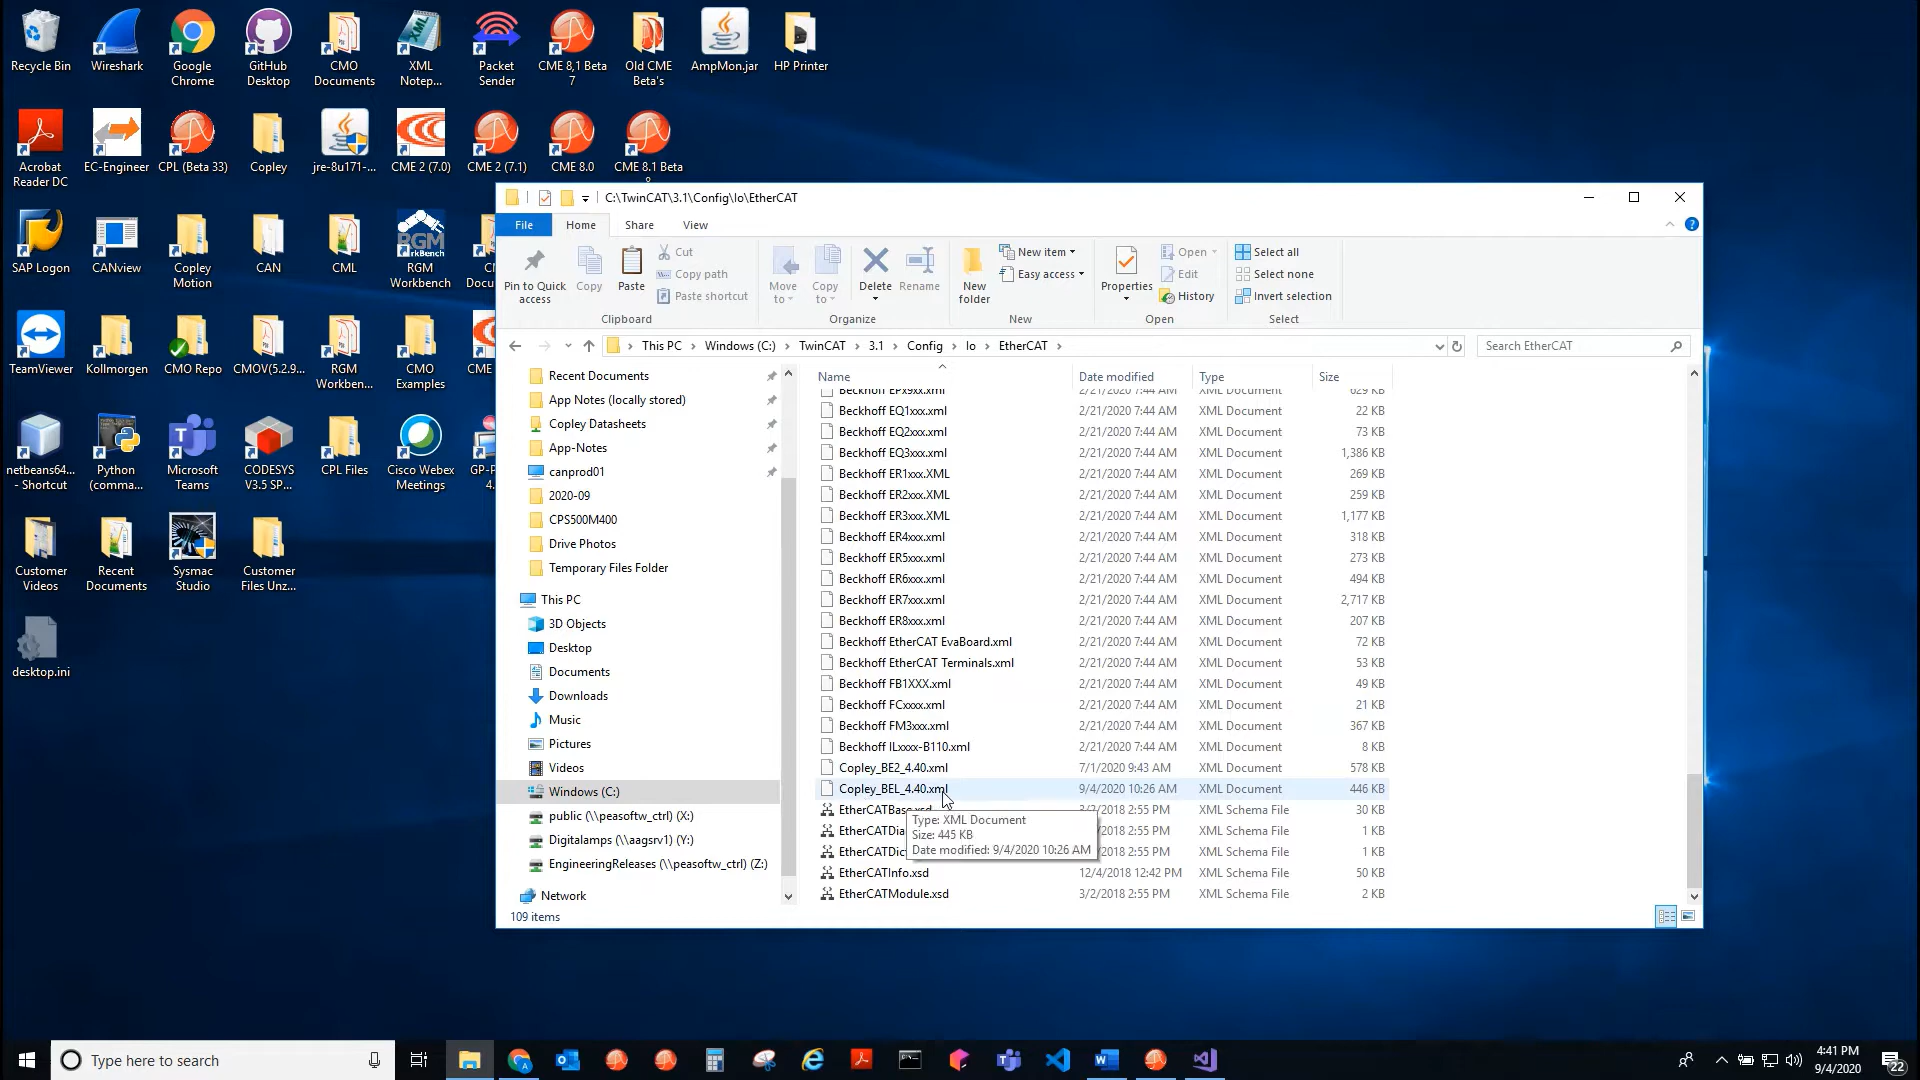 Recycle Bin
Wireshark
Google
Chrome
GitHub
Desktop
CMO
Documents
XML
Notep...
Packet
Sender
CME 8,1 Beta
7
Old CME
Beta's
AmpMon.jar
HP Printer
Acrobat
Reader DC
EC-Engineer
CPL (Beta 33)
Copley
jre-8u171-...
CME 2 (7.0)
CME 2 (7.1)
CME 8.0
CME 8.1 Beta
SAP Logon
CANview
Copley
Motion
CAN
CML
RGM
Workbench
TeamViewer
Kollmorgen
CMO Repo
CMOV(5.2.9...
RGM
Workben...
CMO
Examples
CME
netbeans64...
- Shortcut
Python
(comma...
Microsoft
Teams
CODESYS
V3.5 SP...
CPL Files
Cisco Webex
Meetings
GP-P
4.
Customer
Videos
Recent
Documents
Sysmac
Studio
Customer
Files Unz...
desktop.ini
C:\TwinCAT\3.1\Config\Io\EtherCAT
File
Home
Share
View
Pin to Quick
access
Copy
Paste
Cut
Copy path
Paste shortcut
Clipboard
Move
to
Copy
to
Delete
Rename
Organize
New
folder
New item
Easy access
New
Properties
Open
Edit
History
Open
Select all
Select none
Invert selection
Select
This PC > Windows (C:) > TwinCAT > 3.1 > Config > Io > EtherCAT >
Search EtherCAT
Recent Documents
App Notes (locally stored)
Copley Datasheets
App-Notes
canprod01
2020-09
CPS500M400
Drive Photos
Temporary Files Folder
This PC
3D Objects
Desktop
Documents
Downloads
Music
Pictures
Videos
Windows (C:)
public (\\peasoftw_ctrl) (X:)
Digitalamps (\\aagsrv1) (Y:)
EngineeringReleases (\\peasoftw_ctrl) (Z:)
Network
Name Date modified Type Size
Beckhoff EPx9xx.xml 2/21/2020 7:44 AM XML Document 629 KB
Beckhoff EQ1xxx.xml 2/21/2020 7:44 AM XML Document 22 KB
Beckhoff EQ2xxx.xml 2/21/2020 7:44 AM XML Document 73 KB
Beckhoff EQ3xxx.xml 2/21/2020 7:44 AM XML Document 1,386 KB
Beckhoff ER1xxx.XML 2/21/2020 7:44 AM XML Document 269 KB
Beckhoff ER2xxx.XML 2/21/2020 7:44 AM XML Document 259 KB
Beckhoff ER3xxx.XML 2/21/2020 7:44 AM XML Document 1,177 KB
Beckhoff ER4xxx.xml 2/21/2020 7:44 AM XML Document 318 KB
Beckhoff ER5xxx.xml 2/21/2020 7:44 AM XML Document 273 KB
Beckhoff ER6xxx.xml 2/21/2020 7:44 AM XML Document 494 KB
Beckhoff ER7xxx.xml 2/21/2020 7:44 AM XML Document 2,717 KB
Beckhoff ER8xxx.xml 2/21/2020 7:44 AM XML Document 207 KB
Beckhoff EtherCAT EvaBoard.xml 2/21/2020 7:44 AM XML Document 72 KB
Beckhoff EtherCAT Terminals.xml 2/21/2020 7:44 AM XML Document 53 KB
Beckhoff FB1XXX.xml 2/21/2020 7:44 AM XML Document 49 KB
Beckhoff FCxxxx.xml 2/21/2020 7:44 AM XML Document 21 KB
Beckhoff FM3xxx.xml 2/21/2020 7:44 AM XML Document 367 KB
Beckhoff ILxxxx-B110.xml 2/21/2020 7:44 AM XML Document 8 KB
Copley_BE2_4.40.xml 7/1/2020 9:43 AM XML Document 578 KB
Copley_BEL_4.40.xml 9/4/2020 10:26 AM XML Document 446 KB
EtherCATBase.xsd 3/2/2018 2:55 PM XML Schema File 30 KB
EtherCATDia /2018 2:55 PM XML Schema File 1 KB
EtherCATDic /2018 2:55 PM XML Schema File 1 KB
EtherCATInfo.xsd 12/4/2018 12:42 PM XML Schema File 50 KB
EtherCATModule.xsd 3/2/2018 2:55 PM XML Schema File 2 KB
Type: XML Document
Size: 445 KB
Date modified: 9/4/2020 10:26 AM
109 items
Type here to search
4:41 PM
9/4/2020
22